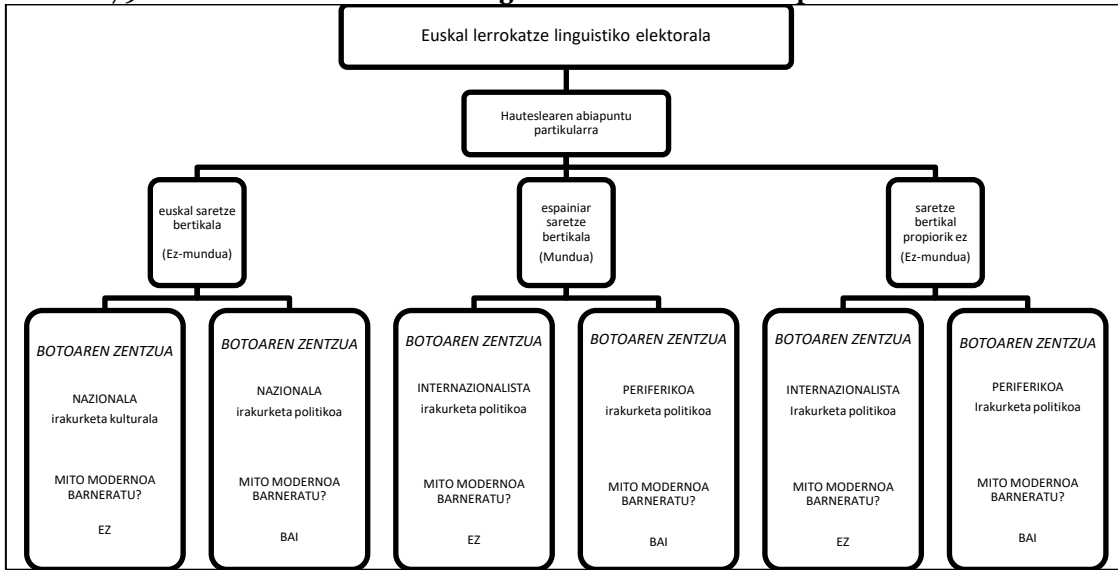 Euskal lerrokatze linguistiko elektorala
Hauteslearen abiapuntu
partikularra
euskal saretze
bertikala
(Ez-mundua)
espainiar
saretze
bertikala
(Mundua)
saretze
bertikal
propiorik ez
(Ez-mundua)
BOTOAREN ZENTZUA
NAZIONALA
irakurketa kulturala
MITO MODERNOA
BARNERATU?
EZ
BOTOAREN ZENTZUA
NAZIONALA
irakurketa politikoa
MITO MODERNOA
BARNERATU?
BAI
BOTOAREN ZENTZUA
INTERNAZIONALISTA
irakurketa politikoa
MITO MODERNOA
BARNERATU?
EZ
BOTOAREN ZENTZUA
PERIFERIKOA
irakurketa politikoa
MITO MODERNOA
BARNERATU?
BAI
BOTOAREN ZENTZUA
INTERNAZIONALISTA
Irakurketa politikoa
MITO MODERNOA
BARNERATU?
EZ
BOTOAREN ZENTZUA
PERIFERIKOA
Irakurketa politikoa
MITO MODERNOA
BARNERATU?
BAI